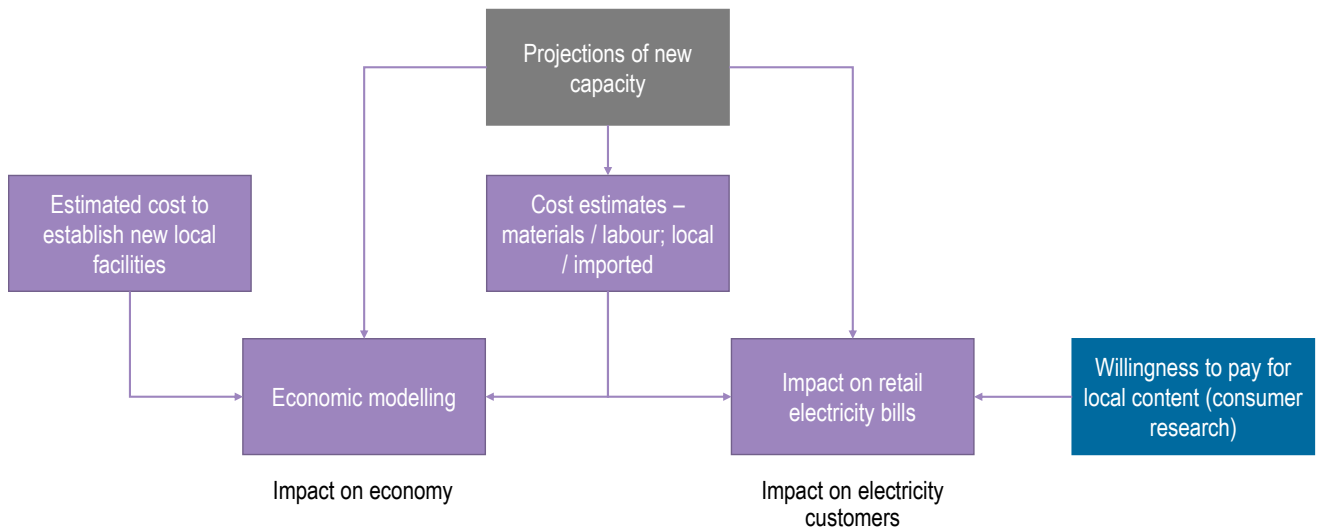 Projections of new
capacity
Estimated cost to
establish new local
facilities
Cost estimates –
materials / labour; local
/ imported
Economic modelling
Impact on retail
electricity bills
Willingness to pay for
local content (consumer
research)
Impact on economy
Impact on electricity
customers